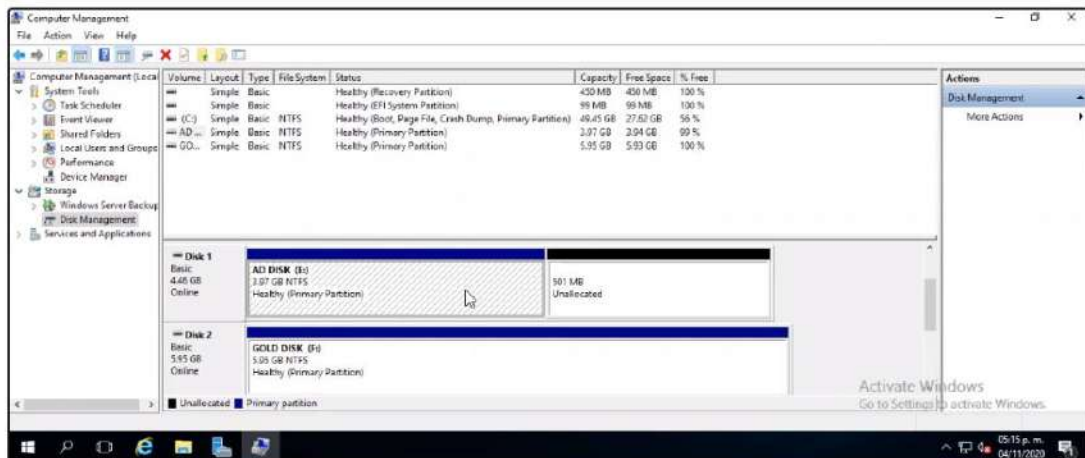 Computer Management
File Action View Help
Computer Management (Local
System Tools
Task Scheduler
Event Viewer
Shared Folders
Local Users and Groups
Performance
Device Manager
Storage
Windows Server Backup
Disk Management
Services and Applications
Volume Layout Type File System Status Capacity Free Space % Free
Simple Basic Healthy (Recovery Partition) 450 MB 450 MB 100 %
Simple Basic Healthy (EFI System Partition) 99 MB 99 MB 100 %
(C:) Simple Basic NTFS Healthy (Boot, Page File, Crash Dump, Primary Partition) 49.45 GB 27.62 GB 56 %
AD ... Simple Basic NTFS Healthy (Primary Partition) 3.97 GB 3.94 GB 99 %
GO... Simple Basic NTFS Healthy (Primary Partition) 5.95 GB 5.93 GB 100 %
Disk 1
Basic
4.46 GB
Online
AD DISK (E:)
3.97 GB NTFS
Healthy (Primary Partition)
501 MB
Unallocated
Disk 2
Basic
5.95 GB
Online
GOLD DISK (F:)
5.95 GB NTFS
Healthy (Primary Partition)
Unallocated Primary partition
Actions
Disk Management
More Actions
Activate Windows
Go to Settings to activate Windows.
05:15 p. m.
04/11/2020